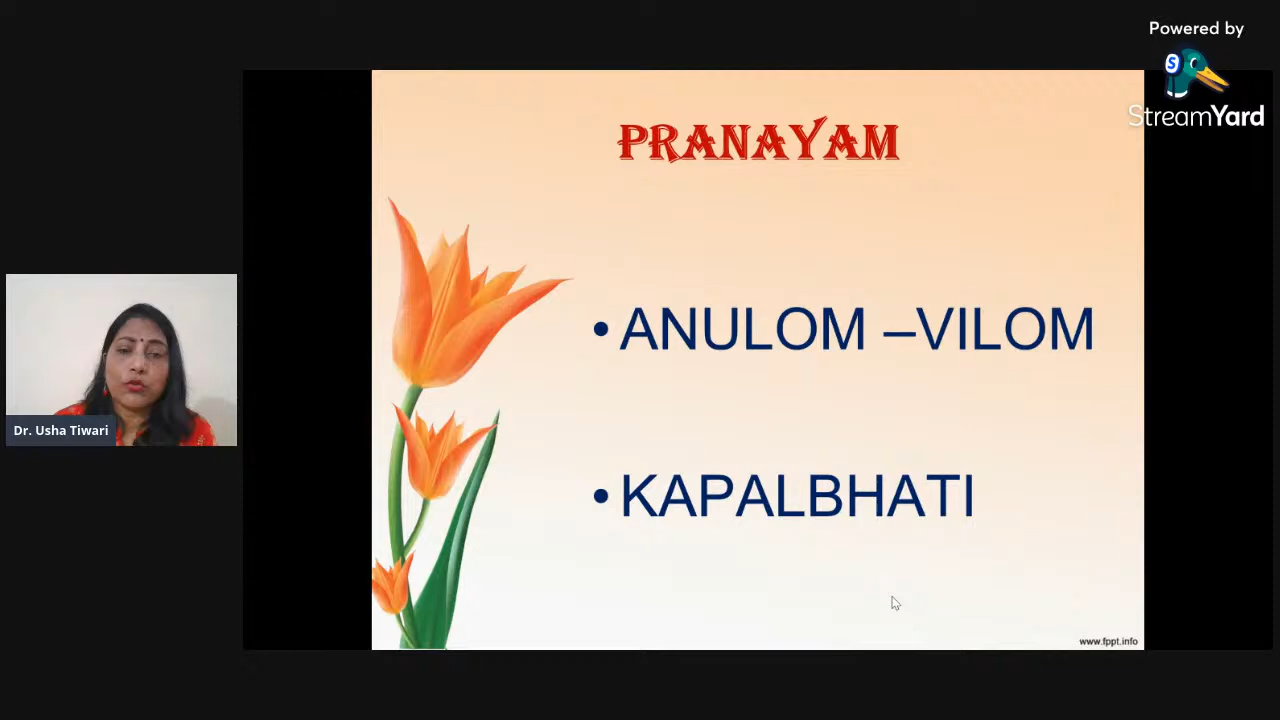 Powered by
StreamYard
PRANAYAM
• ANULOM –VILOM
• KAPALBHATI
Dr. Usha Tiwari
www.fppt.info